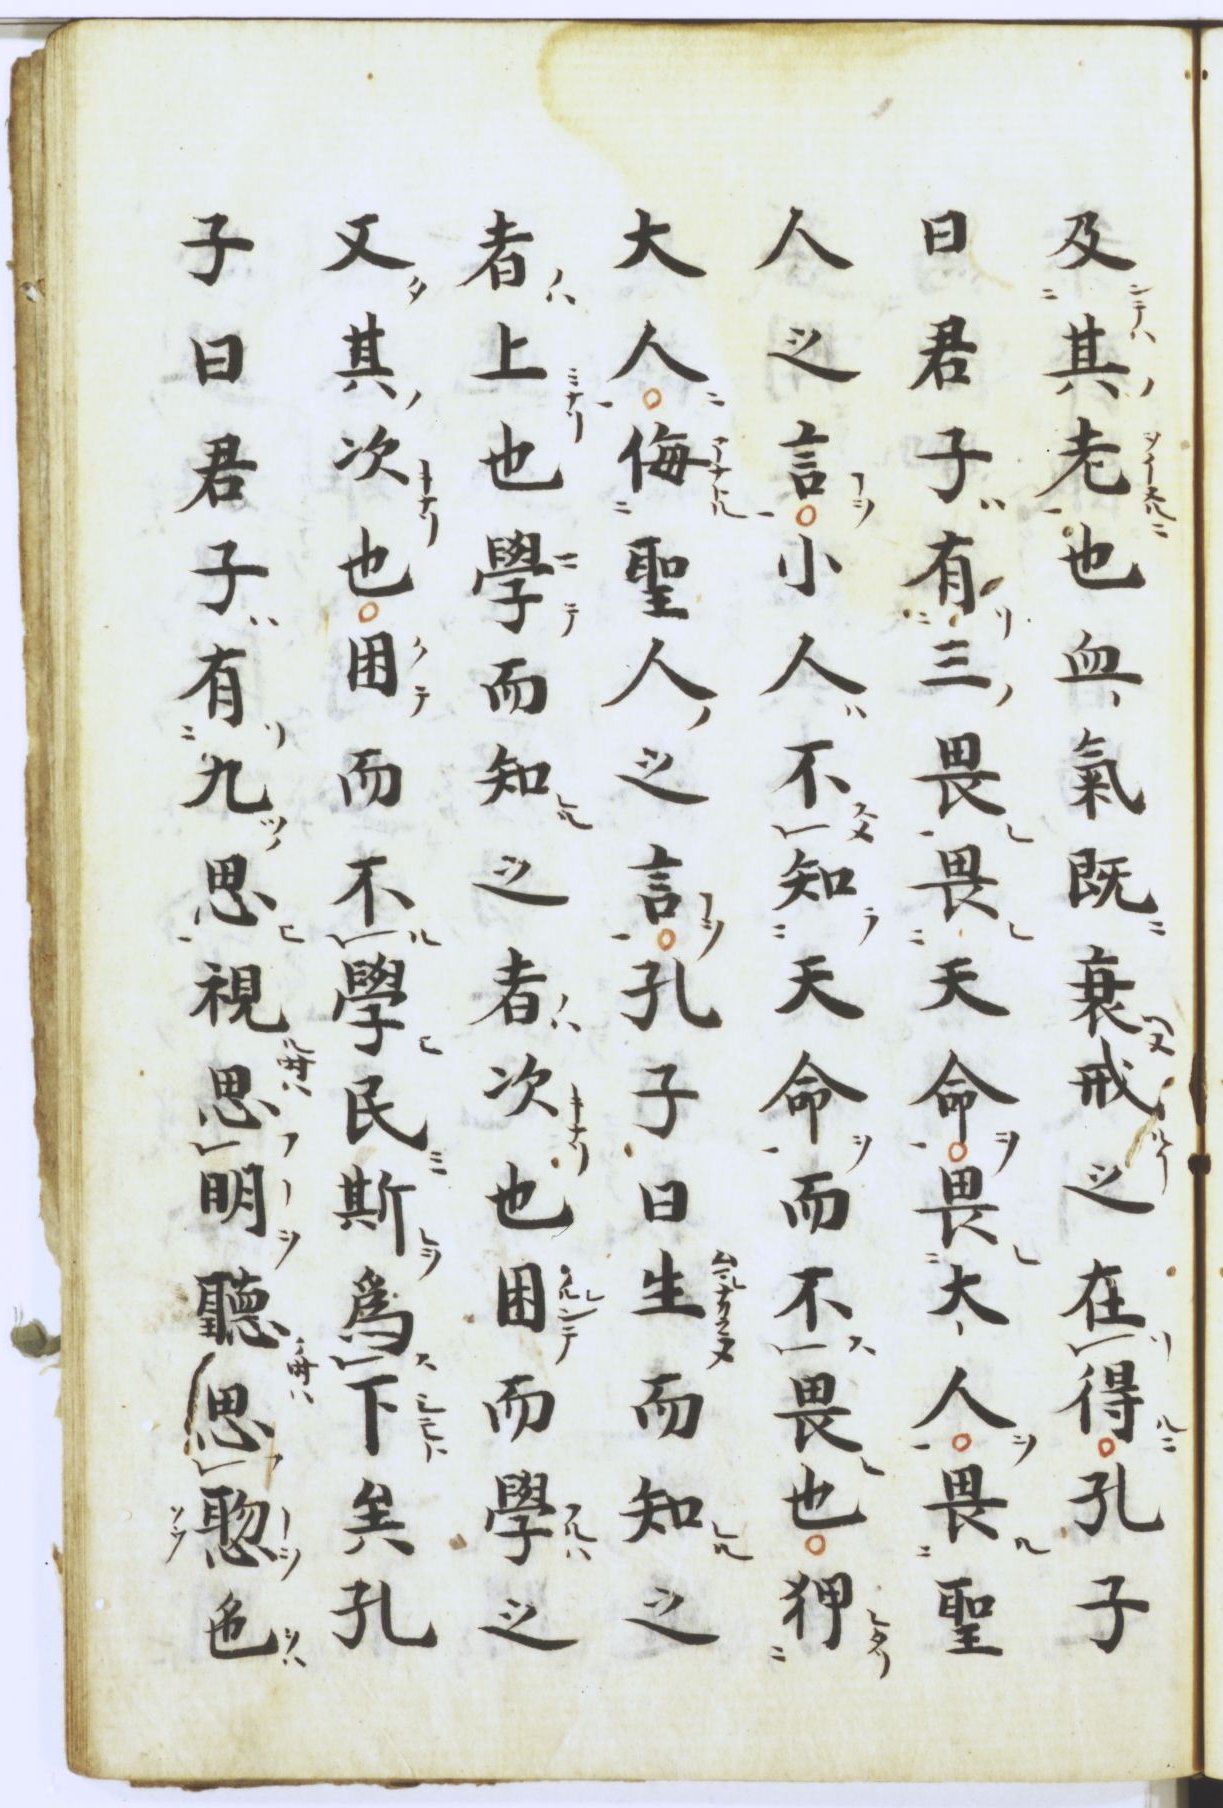 及其老也血氣既衰戒之在得孔子
曰君子有三畏畏天命畏大人畏聖
人之言小人不知天命而不畏也狎
大人侮聖人之言孔子曰生而知之
者上也學而知之者次也困而學之
又其次也困而不學民斯爲下矣孔
子曰君子有九思視思明聽思聦色